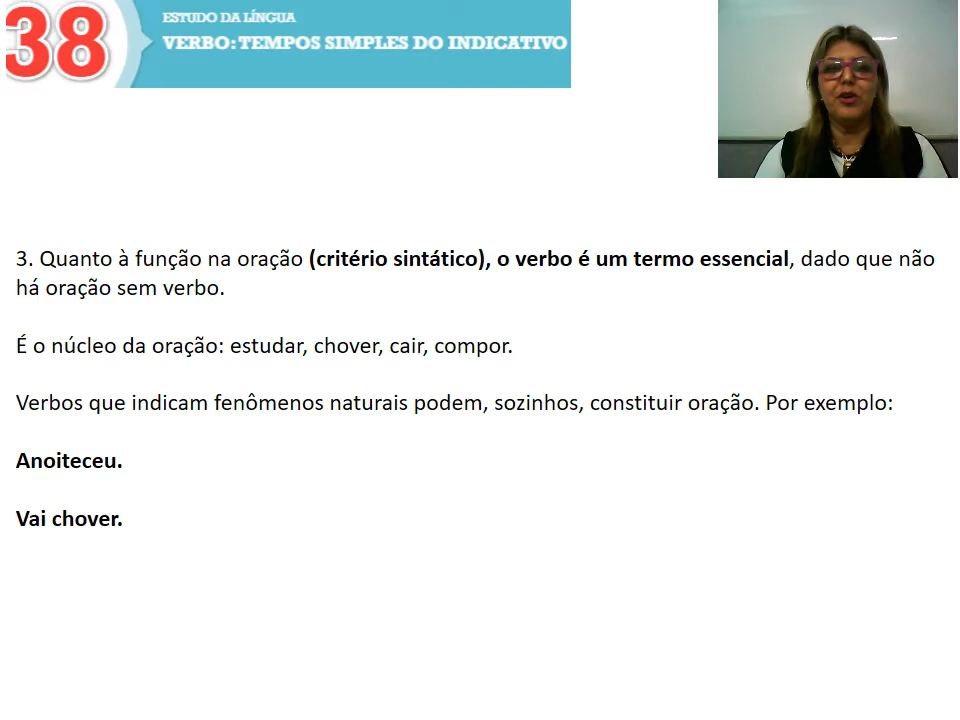 38
ESTUDO DA LÍNGUA
VERBO: TEMPOS SIMPLES DO INDICATIVO
3. Quanto à função na oração (critério sintático), o verbo é um termo essencial, dado que não
há oração sem verbo.
É o núcleo da oração: estudar, chover, cair, compor.
Verbos que indicam fenômenos naturais podem, sozinhos, constituir oração. Por exemplo:
Anoiteceu.
Vai chover.